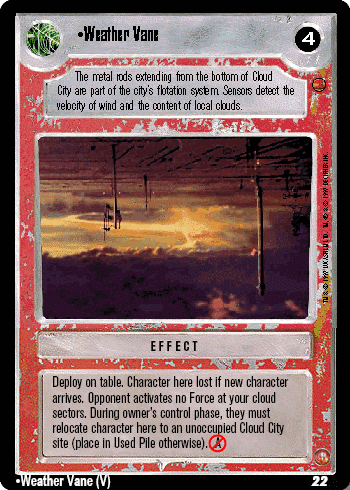 •Weather Vane
4
The metal rods extending from the bottom of Cloud
City are part of the city's flotation system. Sensors detect the
velocity of wind and the content of local clouds.
EFFECT
Deploy on table. Character here lost if new character
arrives. Opponent activates no Force at your cloud
sectors. During owner's control phase, they must
relocate character here to an unoccupied Cloud City
site (place in Used Pile otherwise).
•Weather Vane (V)
22